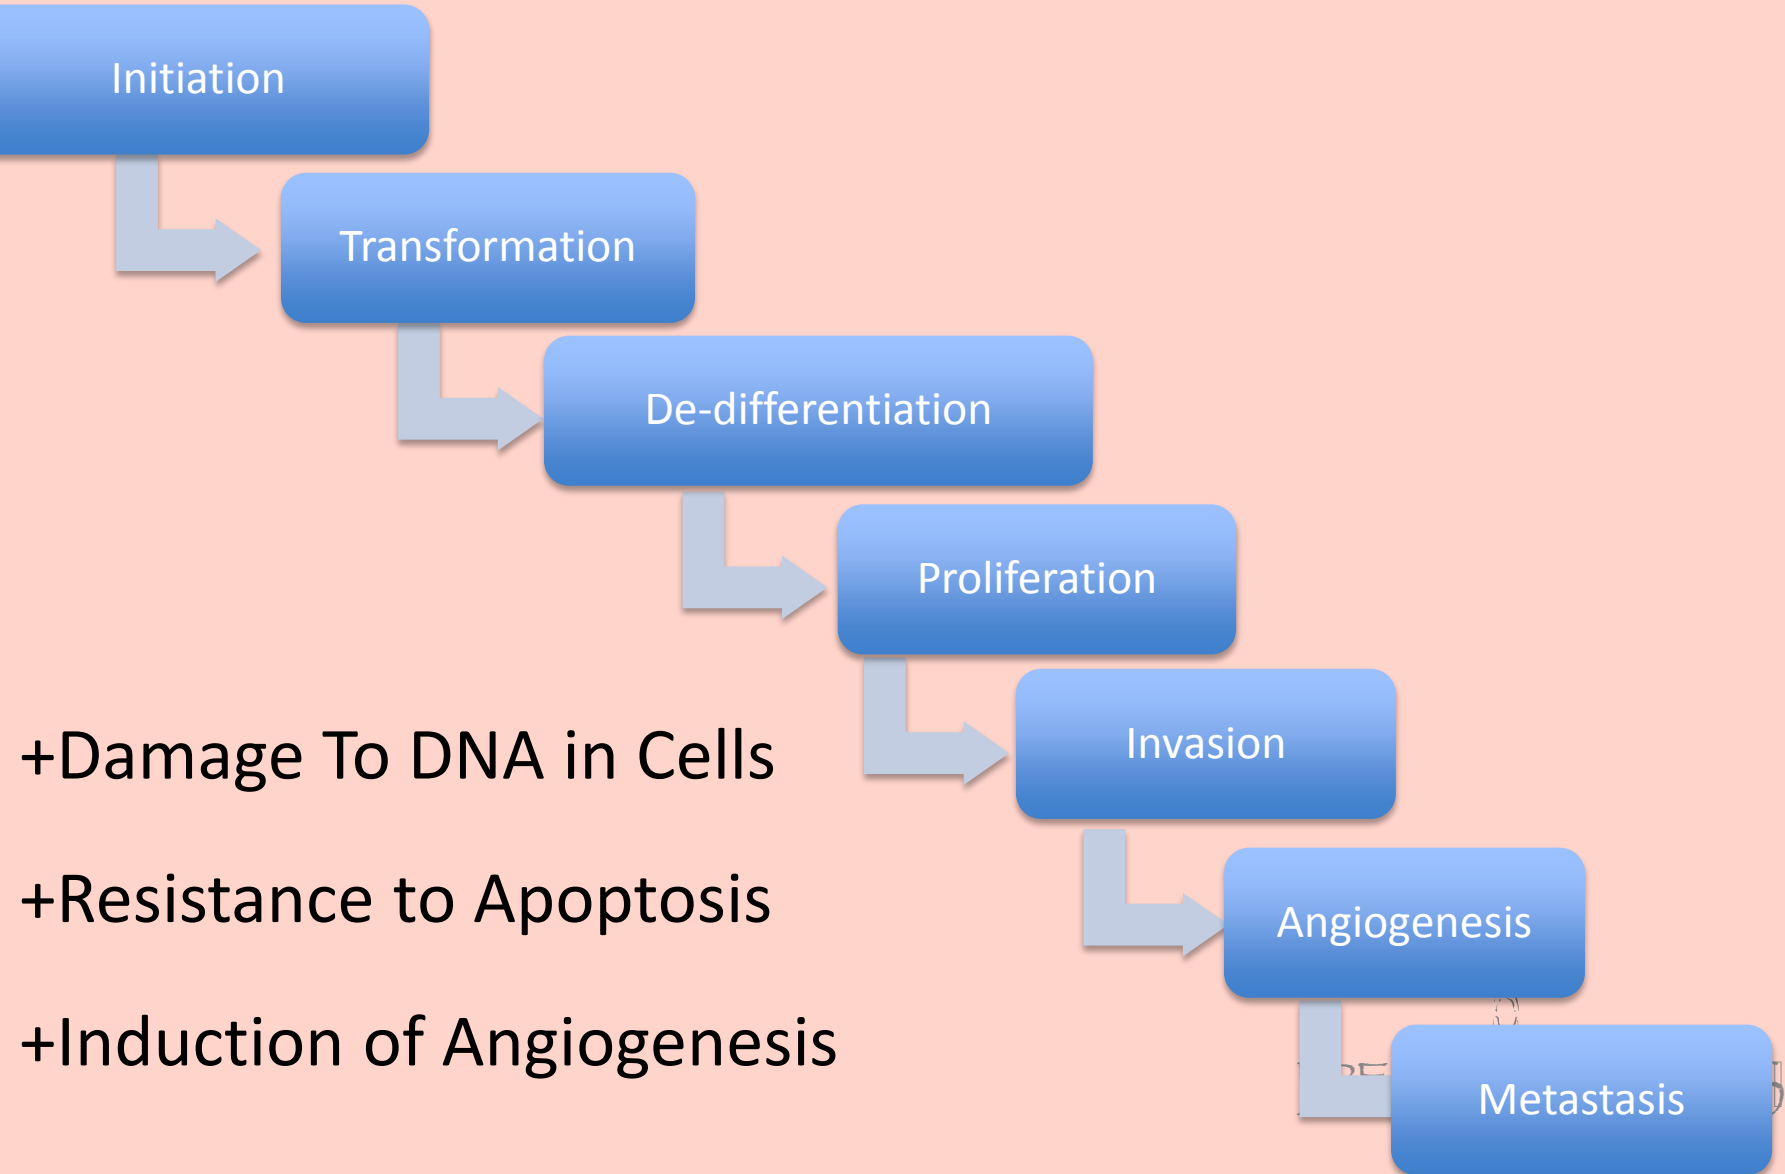 Initiation
Transformation
De-differentiation
Proliferation
Invasion
Angiogenesis
Metastasis
+Damage To DNA in Cells
+Resistance to Apoptosis
+Induction of Angiogenesis